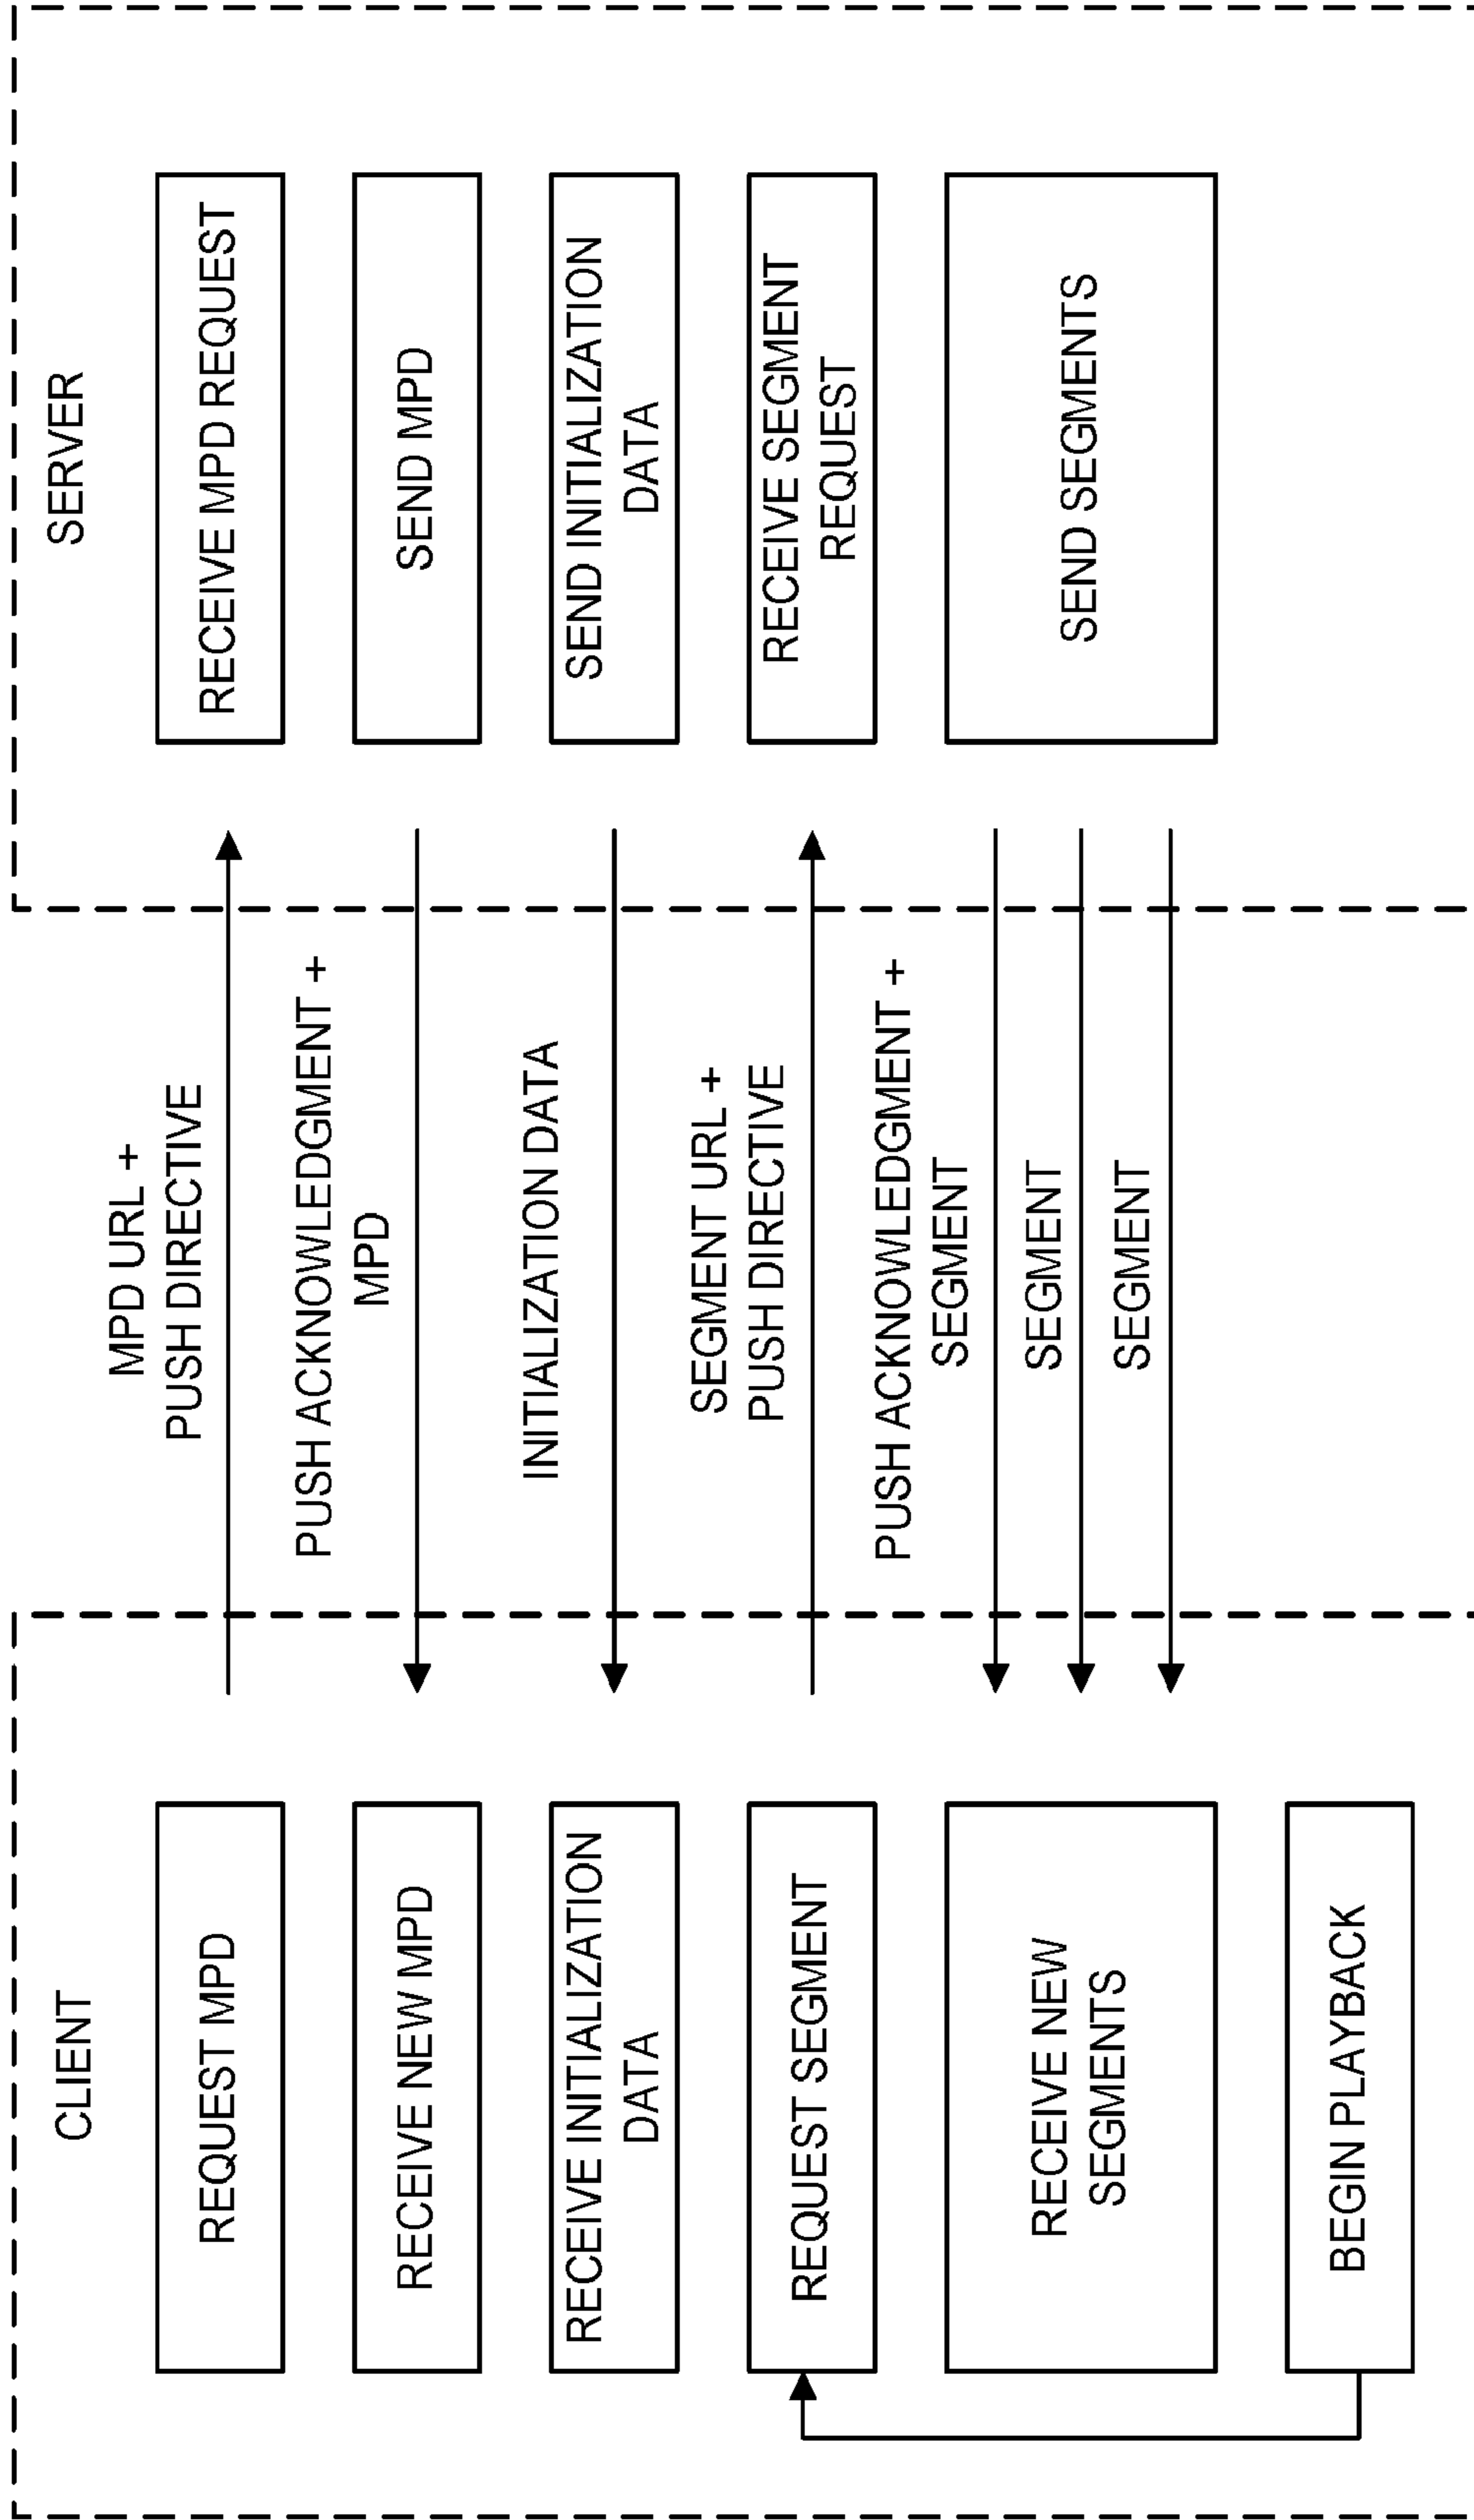 CLIENT
SERVER
REQUEST MPD
MPD URL +
PUSH DIRECTIVE
RECEIVE MPD REQUEST
RECEIVE NEW MPD
PUSH ACKNOWLEDGMENT +
MPD
SEND MPD
RECEIVE INITIALIZATION
DATA
INITIALIZATION DATA
SEND INITIALIZATION
DATA
REQUEST SEGMENT
SEGMENT URL +
PUSH DIRECTIVE
RECEIVE SEGMENT
REQUEST
RECEIVE NEW
SEGMENTS
PUSH ACKNOWLEDGMENT +
SEGMENT
SEGMENT
SEGMENT
SEND SEGMENTS
BEGIN PLAYBACK